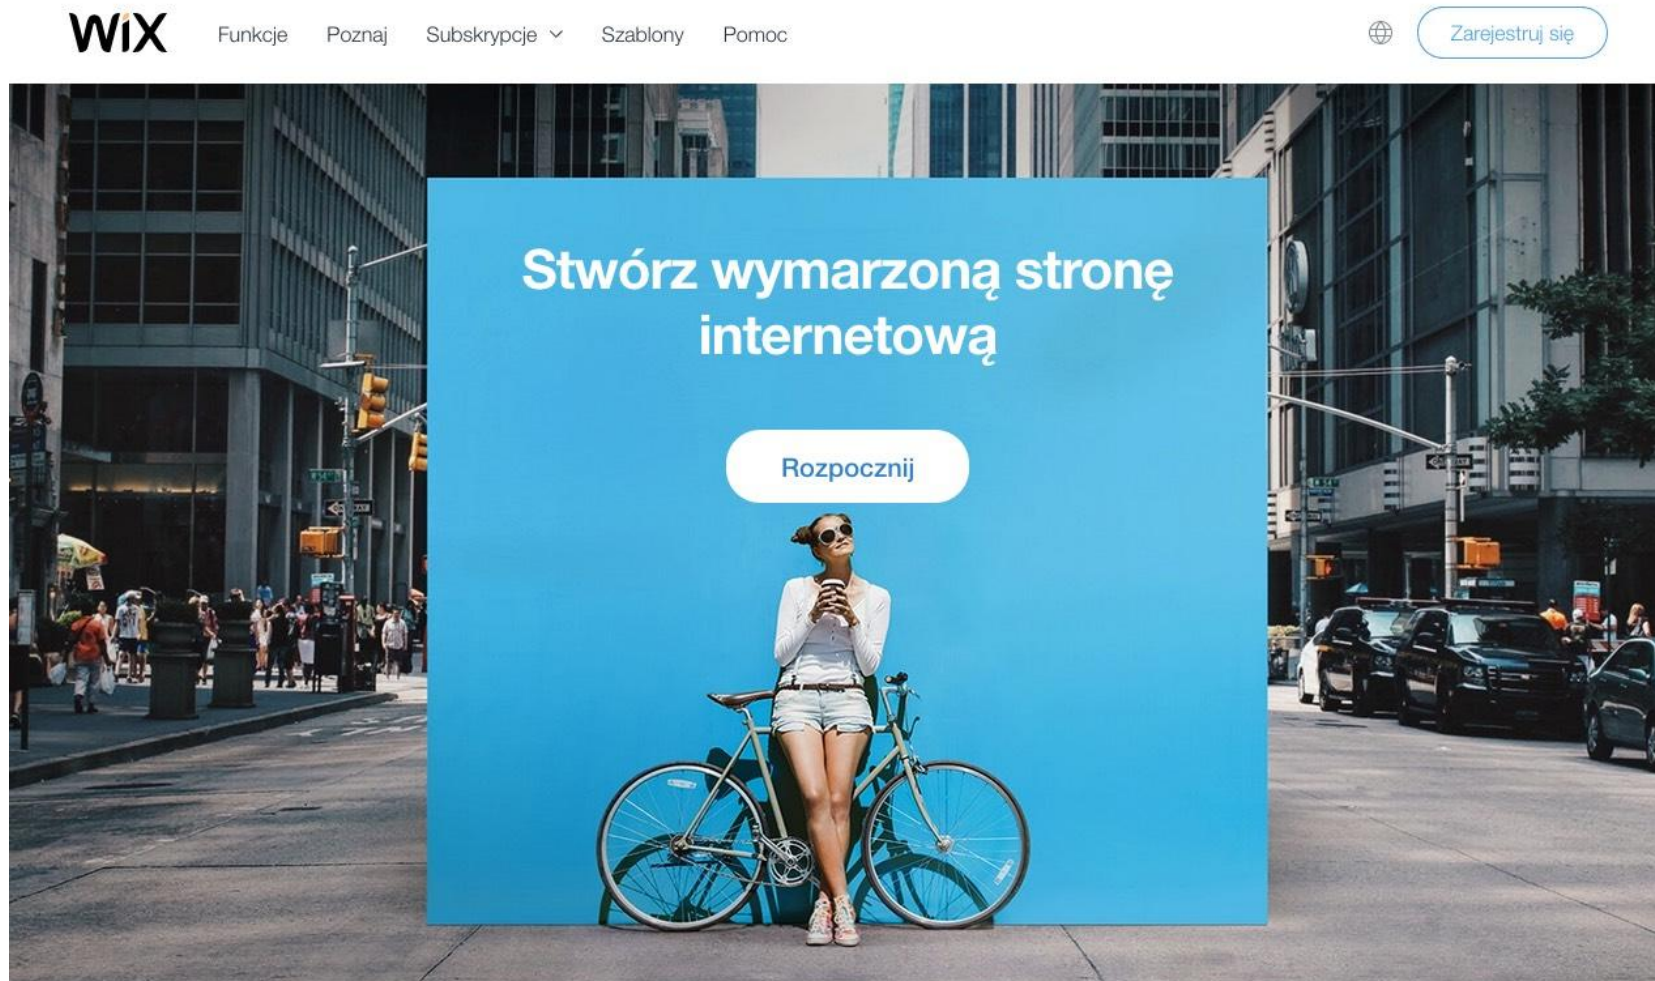 WiX
Funkcje Poznaj Subskrypcje Szablony Pomoc
Zarejestruj się
Stwórz wymarzoną stronę
internetową
Rozpocznij